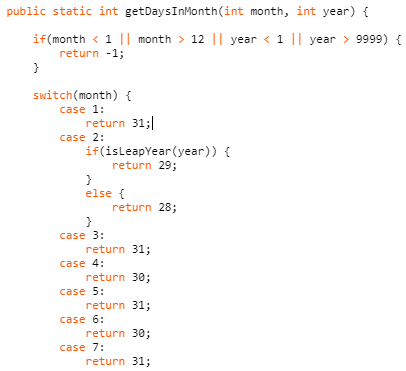 public static int getDaysInMonth(int month, int year) {
if(month < 1 || month > 12 || year < 1 || year > 9999) {
return -1;
}
switch(month) {
case 1:
return 31;
case 2:
if(isLeapYear(year)) {
return 29;
}
else {
return 28;
}
case 3:
return 31;
case 4:
return 30;
case 5:
return 31;
case 6:
return 30;
case 7:
return 31;